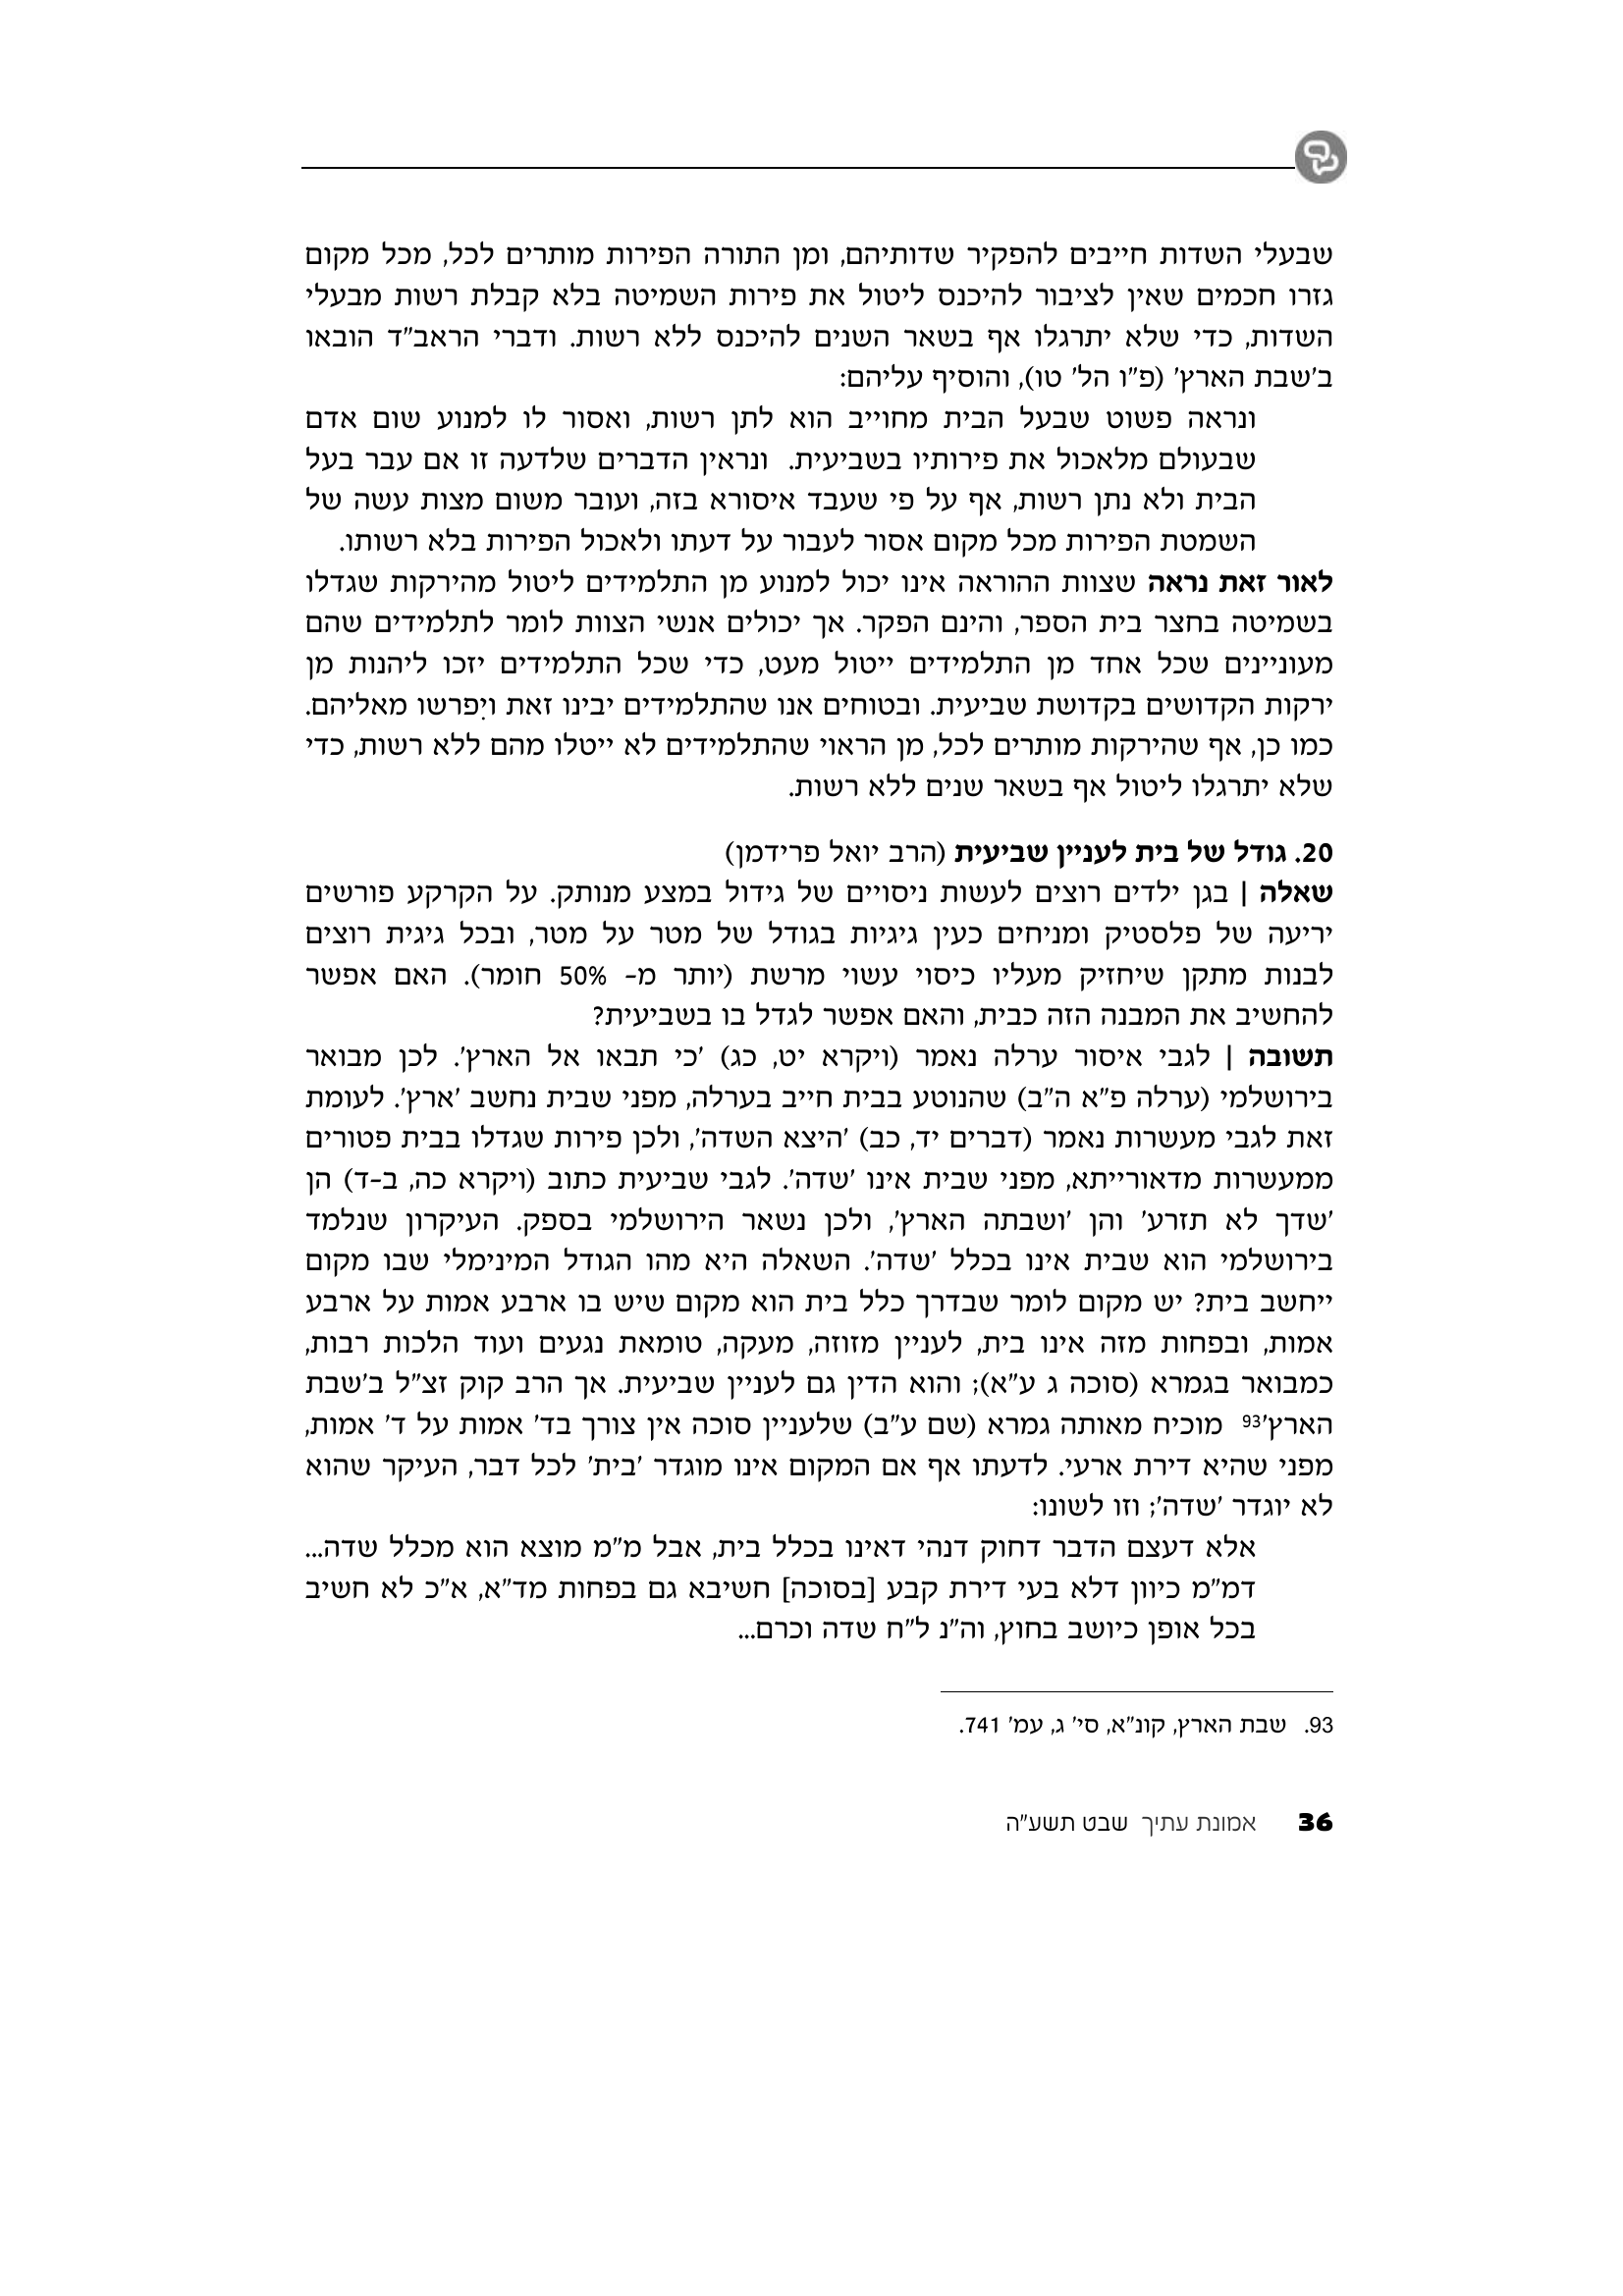 שבעלי השדות חייבים להפקיר שדותיהם, ומן התורה הפירות מותרים לכל, מכל מקום
גזרו חכמים שאין לציבור להיכנס ליטול את פירות השמיטה בלא קבלת רשות מבעלי
השדות, כדי שלא יתרגלו אף בשאר השנים להיכנס ללא רשות. ודברי הראב"ד הובאו
ב'שבת הארץ' (פ"ו הל' טו), והוסיף עליהם:
ונראה פשוט שבעל הבית מחוייב הוא לתן רשות, ואסור לו למנוע שום אדם
שבעולם מלאכול את פירותיו בשביעית. ונראין הדברים שלדעה זו אם עבר בעל
הבית ולא נתן רשות, אף על פי שעבד איסורא בזה, ועובר משום מצות עשה של
השמטת הפירות מכל מקום אסור לעבור על דעתו ולאכול הפירות בלא רשותו.
לאור זאת נראה שצוות ההוראה אינו יכול למנוע מן התלמידים ליטול מהירקות שגדלו
בשמיטה בחצר בית הספר, והינם הפקר. אך יכולים אנשי הצוות לומר לתלמידים שהם
מעוניינים שכל אחד מן התלמידים ייטול מעט, כדי שכל התלמידים יזכו ליהנות מן
ירקות הקדושים בקדושת שביעית. ובטוחים אנו שהתלמידים יבינו זאת ויִפרשו מאליהם.
כמו כן, אף שהירקות מותרים לכל, מן הראוי שהתלמידים לא ייטלו מהם ללא רשות, כדי
שלא יתרגלו ליטול אף בשאר שנים ללא רשות.
20. גודל של בית לעניין שביעית (הרב יואל פרידמן)
שאלה | בגן ילדים רוצים לעשות ניסויים של גידול במצע מנותק. על הקרקע פורשים
יריעה של פלסטיק ומניחים כעין גיגיות בגודל של מטר על מטר, ובכל גיגית רוצים
לבנות מתקן שיחזיק מעליו כיסוי עשוי מרשת (יותר מ- 50% חומר). האם אפשר
להחשיב את המבנה הזה כבית, והאם אפשר לגדל בו בשביעית?
תשובה | לגבי איסור ערלה נאמר (ויקרא יט, כג) 'כי תבאו אל הארץ'. לכן מבואר
בירושלמי (ערלה פ"א ה"ב) שהנוטע בבית חייב בערלה, מפני שבית נחשב 'ארץ'. לעומת
זאת לגבי מעשרות נאמר (דברים יד, כב) 'היצא השדה', ולכן פירות שגדלו בבית פטורים
ממעשרות מדאורייתא, מפני שבית אינו 'שדה'. לגבי שביעית כתוב (ויקרא כה, ב-ד) הן
'שדך לא תזרע' והן 'ושבתה הארץ', ולכן נשאר הירושלמי בספק. העיקרון שנלמד
בירושלמי הוא שבית אינו בכלל 'שדה'. השאלה היא מהו הגודל המינימלי שבו מקום
ייחשב בית? יש מקום לומר שבדרך כלל בית הוא מקום שיש בו ארבע אמות על ארבע
אמות, ובפחות מזה אינו בית, לעניין מזוזה, מעקה, טומאת נגעים ועוד הלכות רבות,
כמבואר בגמרא (סוכה ג ע"א); והוא הדין גם לעניין שביעית. אך הרב קוק זצ"ל ב'שבת
הארץ'93 מוכיח מאותה גמרא (שם ע"ב) שלעניין סוכה אין צורך בד' אמות על ד' אמות,
מפני שהיא דירת ארעי. לדעתו אף אם המקום אינו מוגדר 'בית' לכל דבר, העיקר שהוא
לא יוגדר 'שדה'; וזו לשונו:
אלא דעצם הדבר דחוק דנהי דאינו בכלל בית, אבל מ"מ מוצא הוא מכלל שדה...
דמ"מ כיוון דלא בעי דירת קבע [בסוכה] חשיבא גם בפחות מד"א, א"כ לא חשיב
בכל אופן כיושב בחוץ, וה"נ ל"ח שדה וכרם...
93. שבת הארץ, קונ"א, סי' ג, עמ' 741.
36 אמונת עתיך שבט תשע"ה